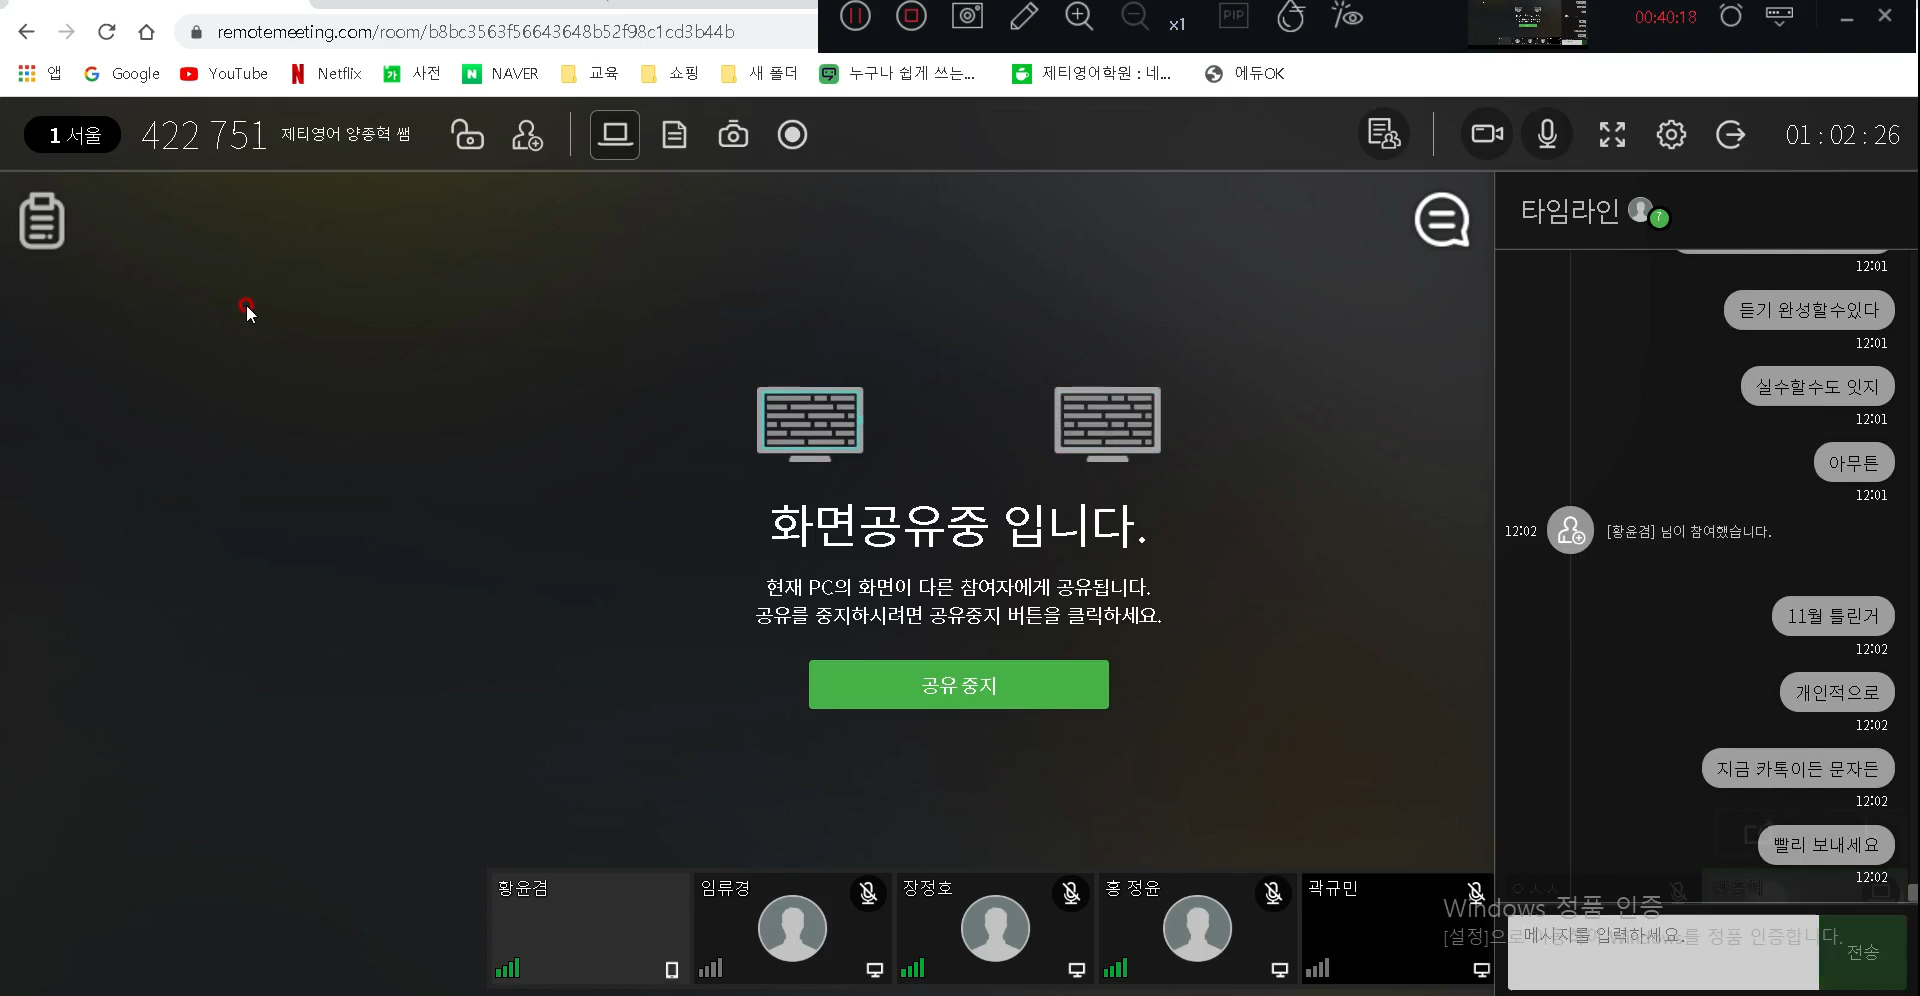 remotemeeting.com/room/b8bc3563f56643648b52f98c1cd3b44b
x1
PIP
00:40:18
앱
Google
YouTube
Netflix
사전
NAVER
교육
쇼핑
새 폴더
누구나 쉽게 쓰는...
제티영어학원 : 네...
에듀OK
1 서울
422 751
제티영어 양종혁 쌤
01 : 02 : 26
타임라인
7
12:01
듣기 완성할수있다
12:01
실수할수도 잇지
12:01
아무튼
12:01
12:02
[황윤겸] 님이 참여했습니다.
11월 틀린거
12:02
개인적으로
12:02
지금 카톡이든 문자든
12:02
빨리 보내세요
12:02
화면공유중 입니다.
현재 PC의 화면이 다른 참여자에게 공유됩니다.
공유를 중지하시려면 공유중지 버튼을 클릭하세요.
공유 중지
황윤겸
임류경
장정호
홍 정윤
곽규민
Windows 정품 인증
메시지를 입력하세요.
전송